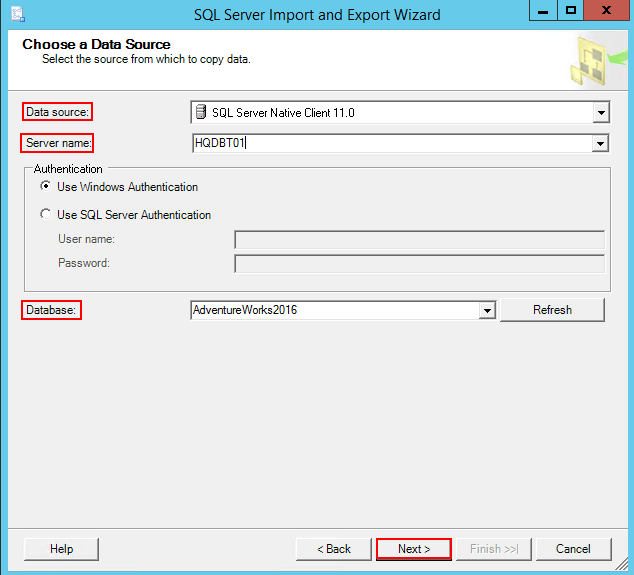 SQL Server Import and Export Wizard
Choose a Data Source
Select the source from which to copy data.
Data source: SQL Server Native Client 11.0
Server name: HQDBT01
Authentication
Use Windows Authentication
Use SQL Server Authentication
User name:
Password:
Database: AdventureWorks2016 Refresh
Help < Back Next > Finish >>| Cancel